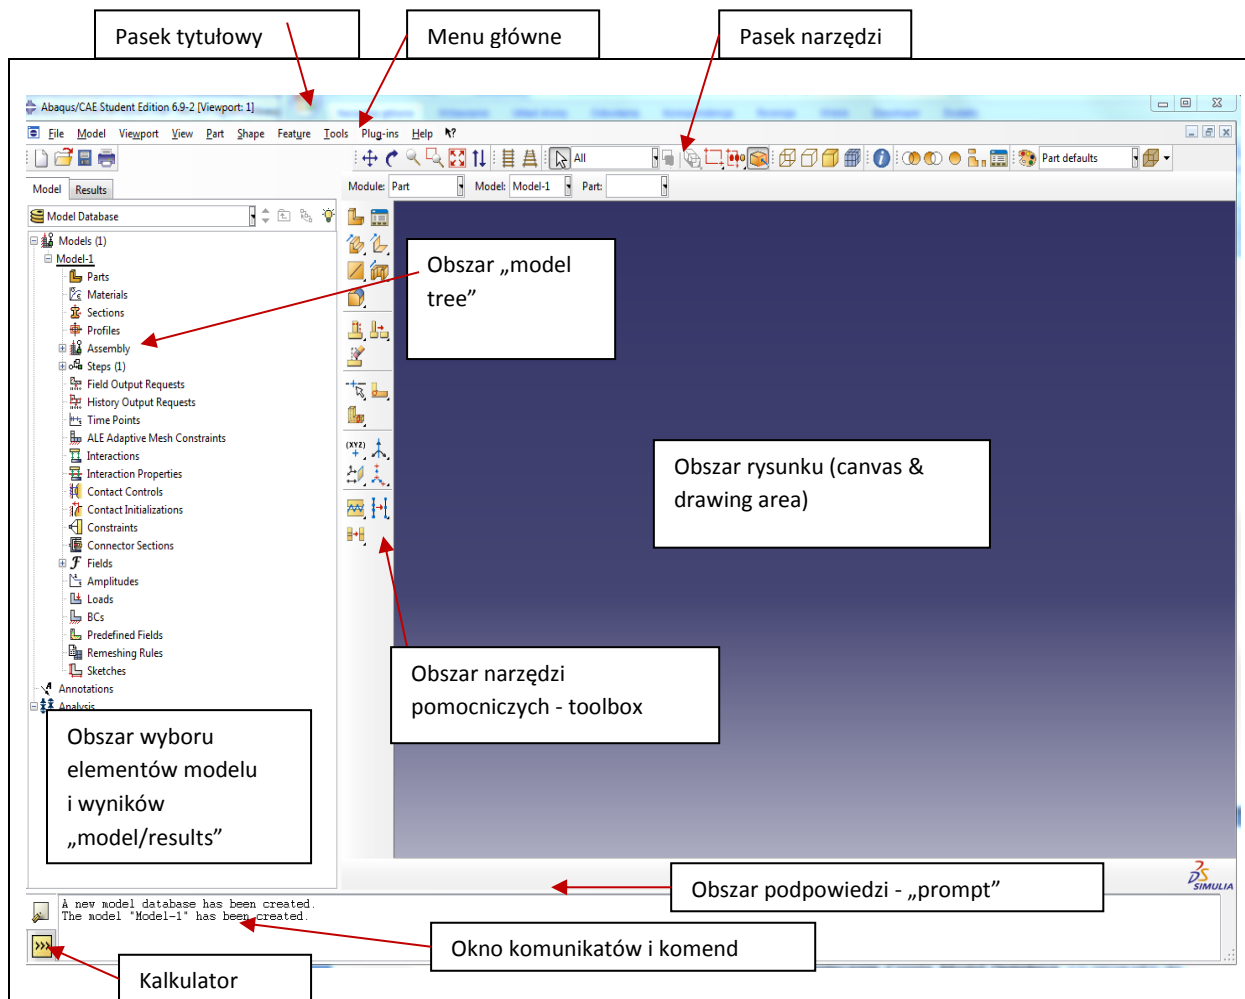 Pasek tytułowy
Menu główne
Pasek narzędzi
Abaqus/CAE Student Edition 6.9-2 [Viewport: 1]
File Model Viewport View Part Shape Feature Tools Plug-ins Help
All
Part defaults
Model Results
Module: Part Model: Model-1 Part:
Model Database
Models (1)
Model-1
Parts
Materials
Sections
Profiles
Assembly
Steps (1)
Field Output Requests
History Output Requests
Time Points
ALE Adaptive Mesh Constraints
Interactions
Interaction Properties
Contact Controls
Contact Initializations
Constraints
Connector Sections
Fields
Amplitudes
Loads
BCs
Predefined Fields
Remeshing Rules
Sketches
Annotations
Analysis
(XYZ)
Obszar „model
tree”
Obszar rysunku (canvas &
drawing area)
Obszar narzędzi
pomocniczych - toolbox
Obszar wyboru
elementów modelu
i wyników
„model/results”
Obszar podpowiedzi - „prompt”
SIMULIA
A new model database has been created.
The model "Model-1" has been created.
Okno komunikatów i komend
>>>
Kalkulator